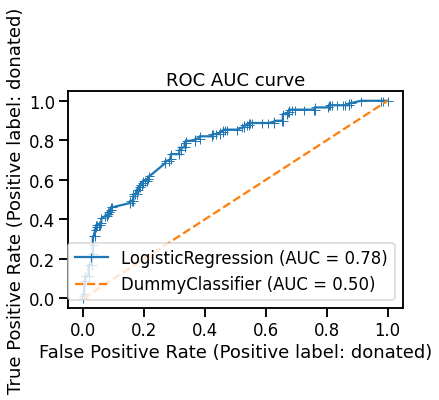 ROC AUC curve
True Positive Rate (Positive label: donated)
1.0
0.8
0.6
0.4
0.2
0.0
LogisticRegression (AUC = 0.78)
DummyClassifier (AUC = 0.50)
0.0 0.2 0.4 0.6 0.8 1.0
False Positive Rate (Positive label: donated)